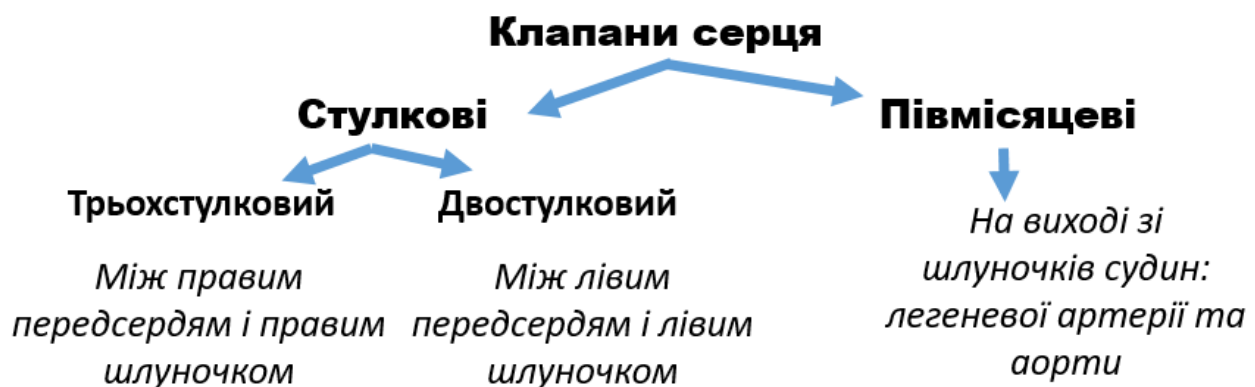 Клапани серця
Стулкові
Півмісяцеві
Трьохстулковий
Двостулковий
Між правим
передсердям і правим
шлуночком
Між лівим
передсердям і лівим
шлуночком
На виході зі
шлуночків судин:
легеневої артерії та
аорти